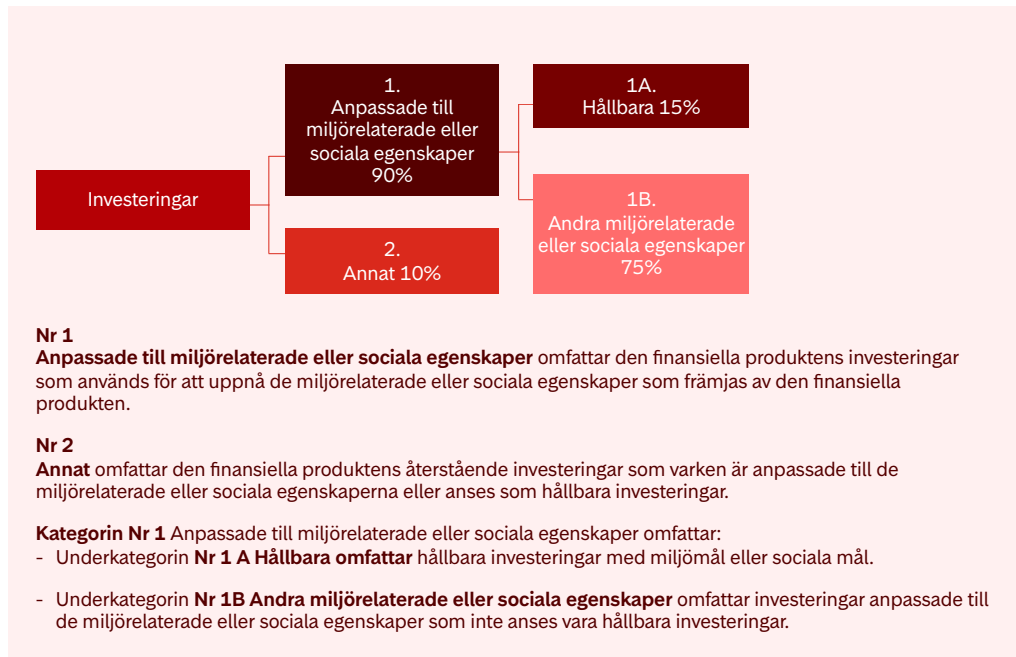 1.
Anpassade till
miljörelaterade eller
sociala egenskaper
90%
1A.
Hållbara 15%
Investeringar
1B.
Andra miljörelaterade
eller sociala egenskaper
75%
2.
Annat 10%
Nr 1
Anpassade till miljörelaterade eller sociala egenskaper omfattar den finansiella produktens investeringar
som används för att uppnå de miljörelaterade eller sociala egenskaper som främjas av den finansiella
produkten.
Nr 2
Annat omfattar den finansiella produktens återstående investeringar som varken är anpassade till de
miljörelaterade eller sociala egenskaperna eller anses som hållbara investeringar.
Kategorin Nr 1 Anpassade till miljörelaterade eller sociala egenskaper omfattar:
- Underkategorin Nr 1 A Hållbara omfattar hållbara investeringar med miljömål eller sociala mål.
- Underkategorin Nr 1B Andra miljörelaterade eller sociala egenskaper omfattar investeringar anpassade till
de miljörelaterade eller sociala egenskaper som inte anses vara hållbara investeringar.